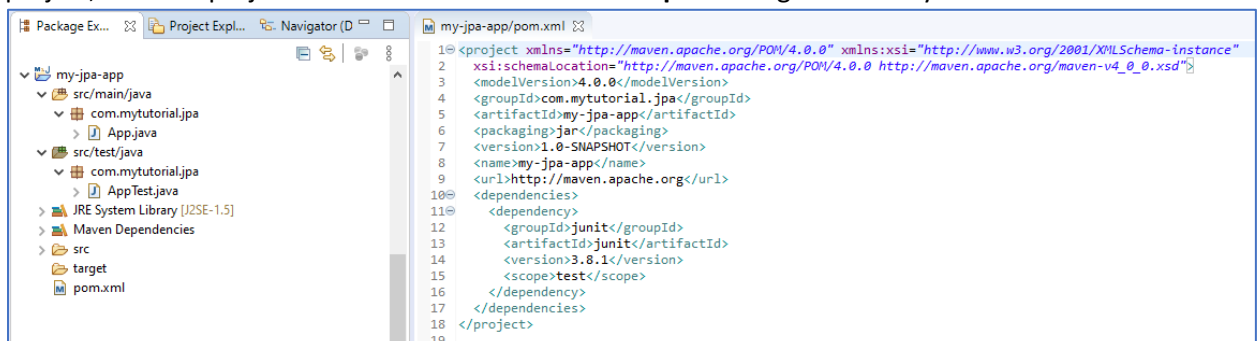 Package Ex... Project Expl... Navigator (D
my-jpa-app
src/main/java
com.mytutorial.jpa
App.java
src/test/java
com.mytutorial.jpa
AppTest.java
JRE System Library [J2SE-1.5]
Maven Dependencies
src
target
pom.xml
my-jpa-app/pom.xml
1 <project xmlns="http://maven.apache.org/POM/4.0.0" xmlns:xsi="http://www.w3.org/2001/XMLSchema-instance"
2   xsi:schemaLocation="http://maven.apache.org/POM/4.0.0 http://maven.apache.org/maven-v4_0_0.xsd">
3   <modelVersion>4.0.0</modelVersion>
4   <groupId>com.mytutorial.jpa</groupId>
5   <artifactId>my-jpa-app</artifactId>
6   <packaging>jar</packaging>
7   <version>1.0-SNAPSHOT</version>
8   <name>my-jpa-app</name>
9   <url>http://maven.apache.org</url>
10   <dependencies>
11     <dependency>
12       <groupId>junit</groupId>
13       <artifactId>junit</artifactId>
14       <version>3.8.1</version>
15       <scope>test</scope>
16     </dependency>
17   </dependencies>
18 </project>
19